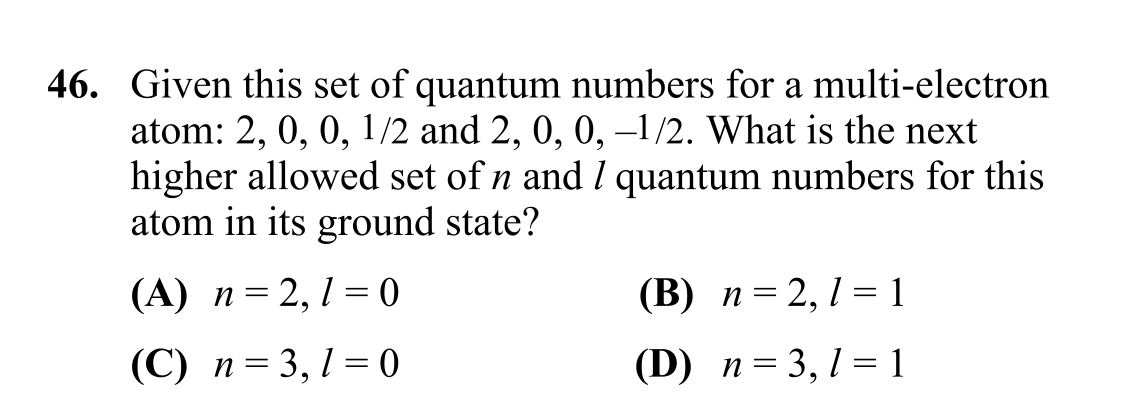 46. Given this set of quantum numbers for a multi-electron
atom: 2, 0, 0, 1/2 and 2, 0, 0, –1/2. What is the next
higher allowed set of n and l quantum numbers for this
atom in its ground state?
(A) n = 2, l = 0 (B) n = 2, l = 1
(C) n = 3, l = 0 (D) n = 3, l = 1